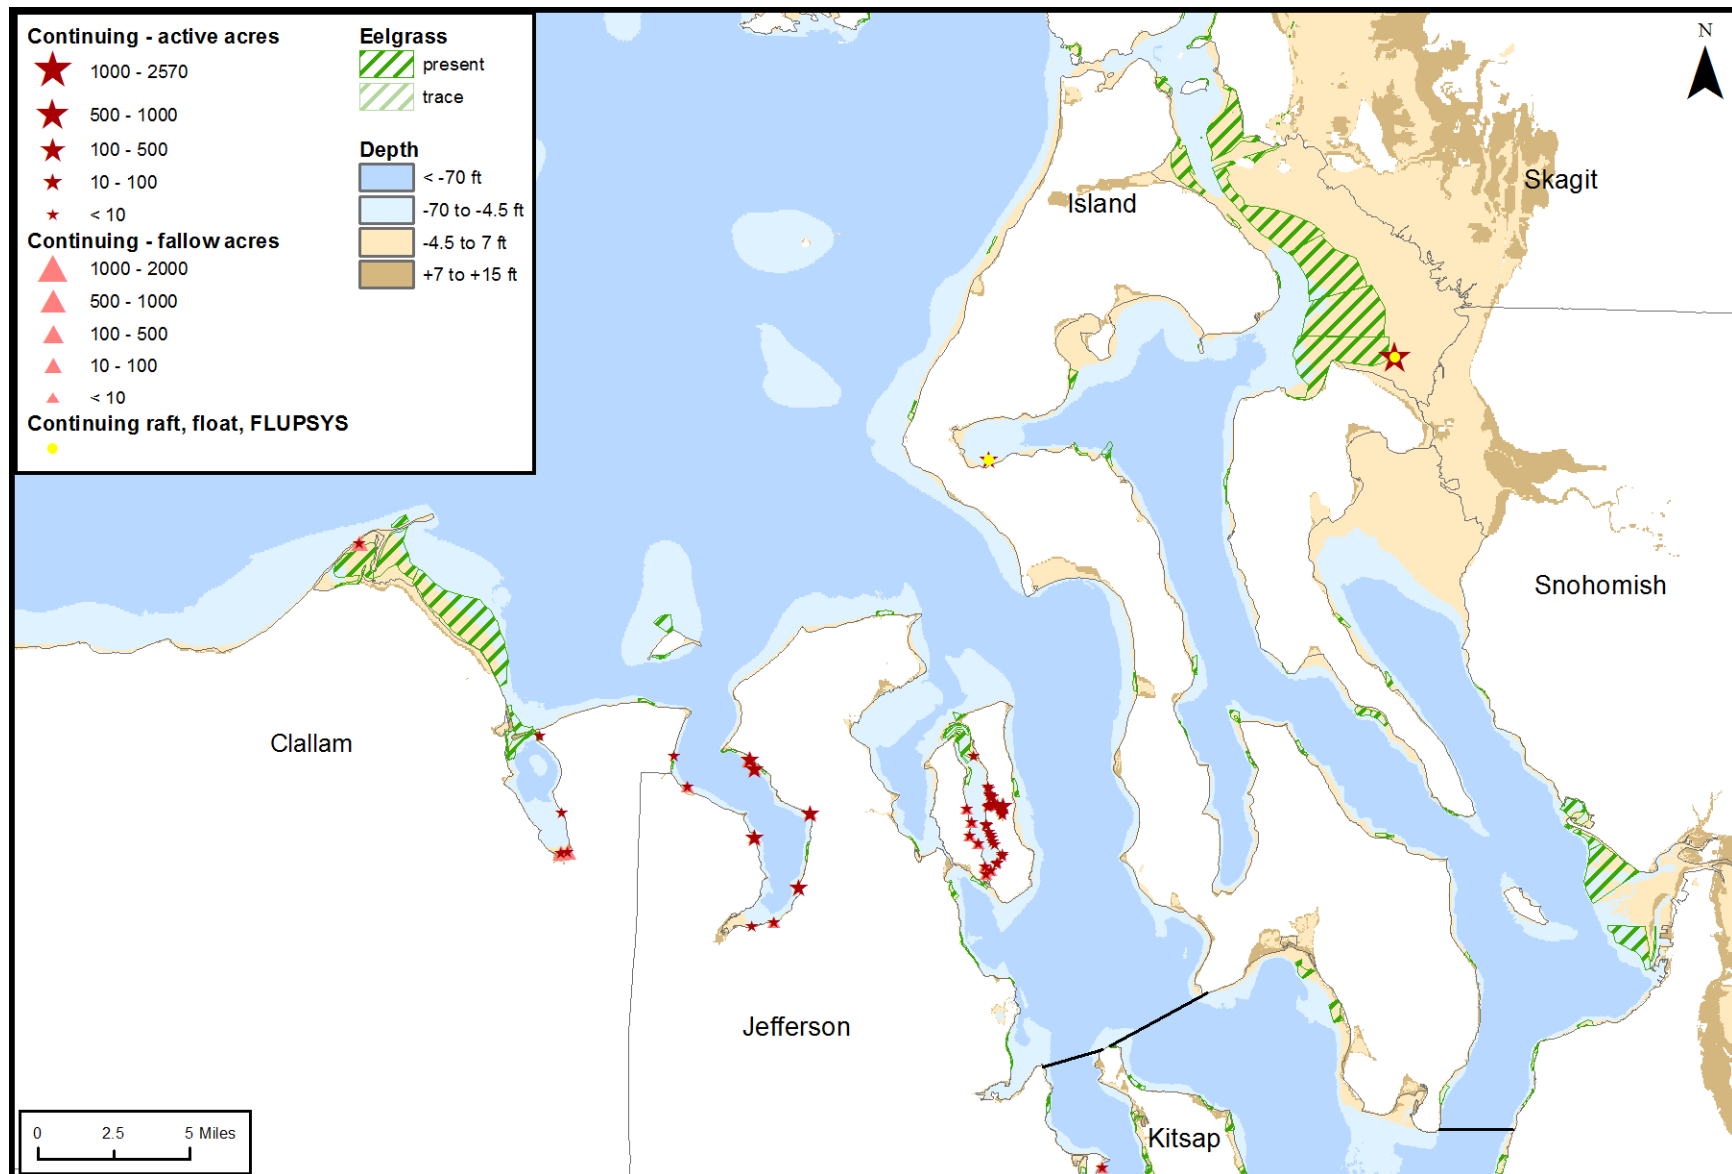 Continuing - active acres
1000 - 2570
500 - 1000
100 - 500
10 - 100
< 10
Continuing - fallow acres
1000 - 2000
500 - 1000
100 - 500
10 - 100
< 10
Continuing raft, float, FLUPSYS
Eelgrass
present
trace
Depth
< -70 ft
-70 to -4.5 ft
-4.5 to 7 ft
+7 to +15 ft
N
Skagit
Island
Snohomish
Clallam
Jefferson
Kitsap
0 2.5 5 Miles